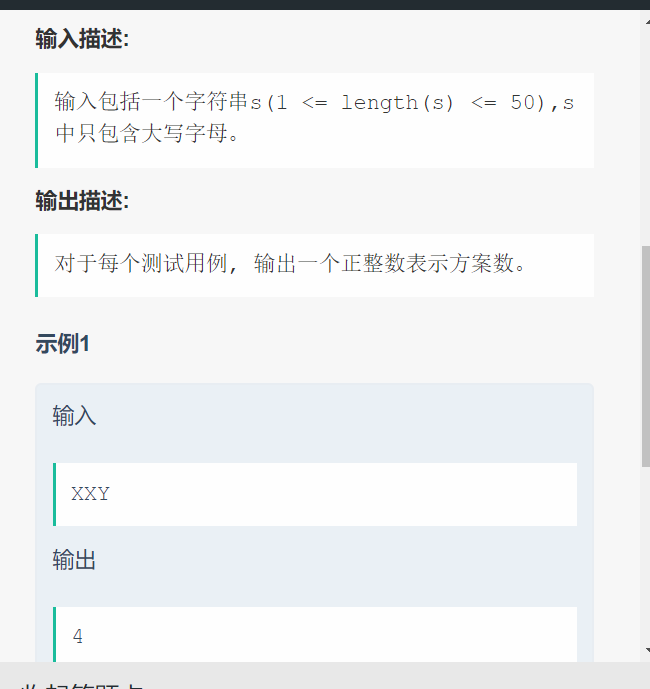 输入描述:
输入包括一个字符串s(1 <= length(s) <= 50),s
中只包含大写字母。
输出描述:
对于每个测试用例, 输出一个正整数表示方案数。
示例1
输入
XXY
输出
4